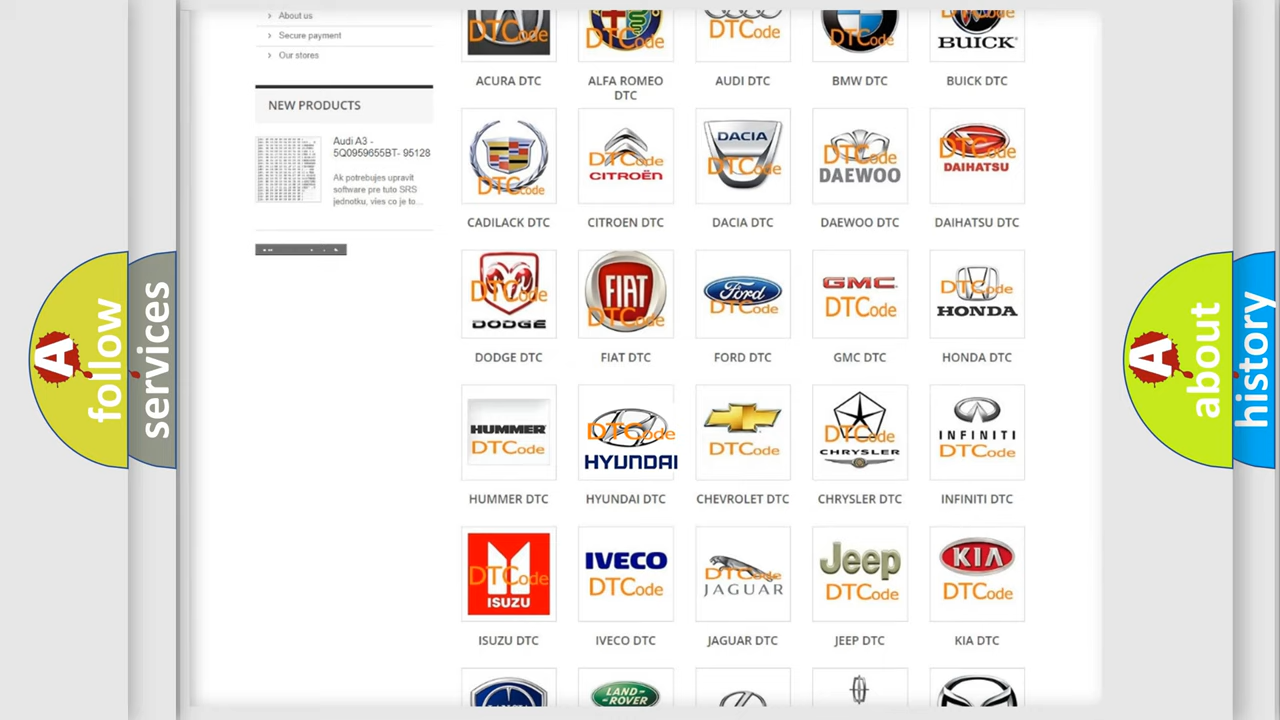 About us
Secure payment
Our stores
NEW PRODUCTS
Audi A3 -
5Q0959655BT- 95128
Ak potrebujes upravit
software pre tuto SRS
jednotku, vies co je to...
DTCode
DTCode
DTCode
DTCode
BUICK
ACURA DTC
ALFA ROMEO
DTC
AUDI DTC
BMW DTC
BUICK DTC
DTCode
DTCode
CITROËN
DACIA
DTCode
DTCode
DAEWOO
DTCode
DAIHATSU
CADILACK DTC
CITROEN DTC
DACIA DTC
DAEWOO DTC
DAIHATSU DTC
DTCode
DODGE
FIAT
DTCode
Ford
DTCode
GMC
DTCode
DTCode
HONDA
DODGE DTC
FIAT DTC
FORD DTC
GMC DTC
HONDA DTC
HUMMER
DTCode
DTCode
HYUNDAI
DTCode
DTCode
CHRYSLER
INFINITI
DTCode
HUMMER DTC
HYUNDAI DTC
CHEVROLET DTC
CHRYSLER DTC
INFINITI DTC
DTCode
ISUZU
IVECO
DTCode
DTCode
JAGUAR
Jeep
DTCode
KIA
DTCode
ISUZU DTC
IVECO DTC
JAGUAR DTC
JEEP DTC
KIA DTC
LAND-
ROVER
A
follow
services
A
about
history